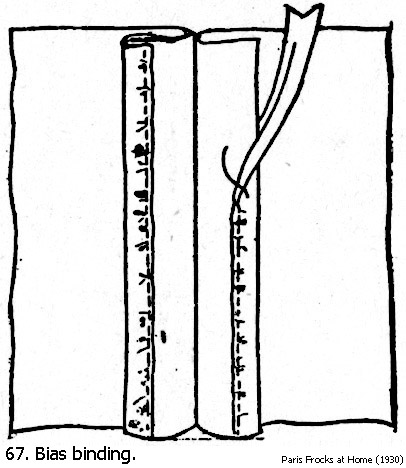 67. Bias binding.
Paris Frocks at Home (1930)